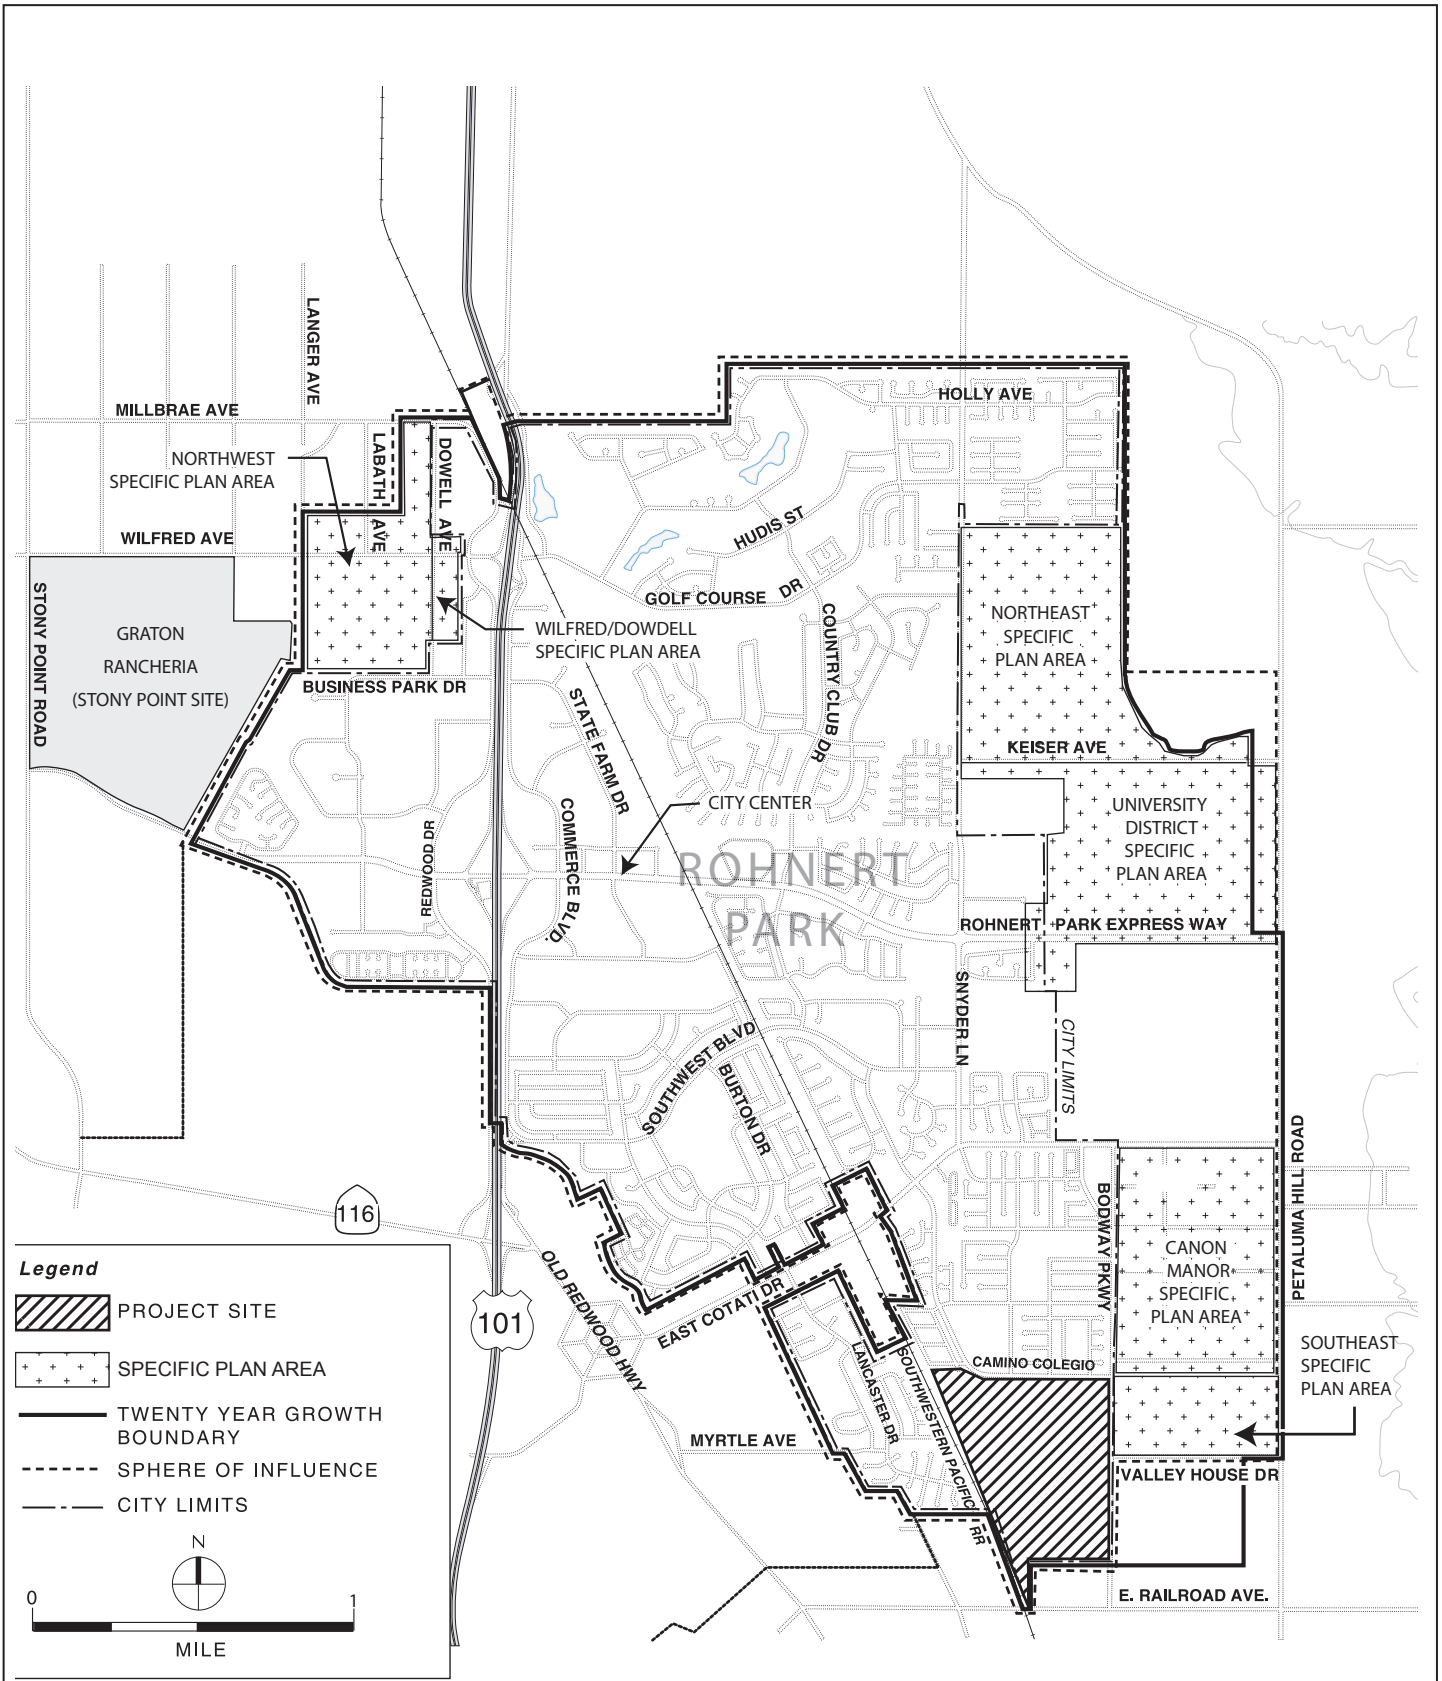 LANGER AVE
MILLBRAE AVE
HOLLY AVE
NORTHWEST
SPECIFIC PLAN AREA
LABATH AVE
DOWELL AVE
HUDIS ST
WILFRED AVE
STONY POINT ROAD
GRATON
RANCHERIA
(STONY POINT SITE)
GOLF COURSE DR
COUNTRY CLUB DR
NORTHEAST
SPECIFIC
PLAN AREA
WILFRED/DOWDELL
SPECIFIC PLAN AREA
BUSINESS PARK DR
STATE FARM DR
KEISER AVE
CITY CENTER
REDWOOD DR
COMMERCE BLVD.
ROHNERT
PARK
UNIVERSITY
DISTRICT
SPECIFIC
PLAN AREA
ROHNERT PARK EXPRESS WAY
SNYDER LN
CITY LIMITS
SOUTHWEST BLVD
BURTON DR
PETALUMA HILL ROAD
BODWAY PKWY
116
CANON
MANOR
SPECIFIC
PLAN AREA
OLD REDWOOD HWY
EAST COTATI DR
101
LANCASTER DR
SOUTHWESTERN PACIFIC RR
CAMINO COLEGIO
SOUTHEAST
SPECIFIC
PLAN AREA
MYRTLE AVE
VALLEY HOUSE DR
E. RAILROAD AVE.
Legend
PROJECT SITE
SPECIFIC PLAN AREA
TWENTY YEAR GROWTH
BOUNDARY
SPHERE OF INFLUENCE
CITY LIMITS
N
0 1
MILE